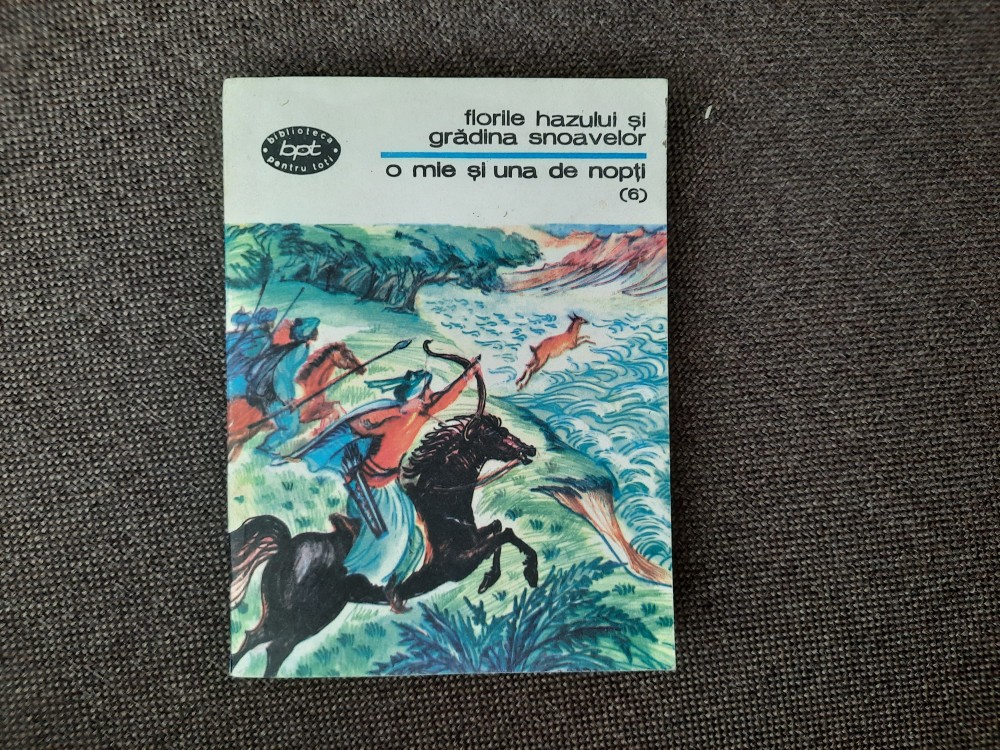 florile hazului și
grădina snoavelor
o mie și una de nopți
(6)
biblioteca
bpt
pentru toți